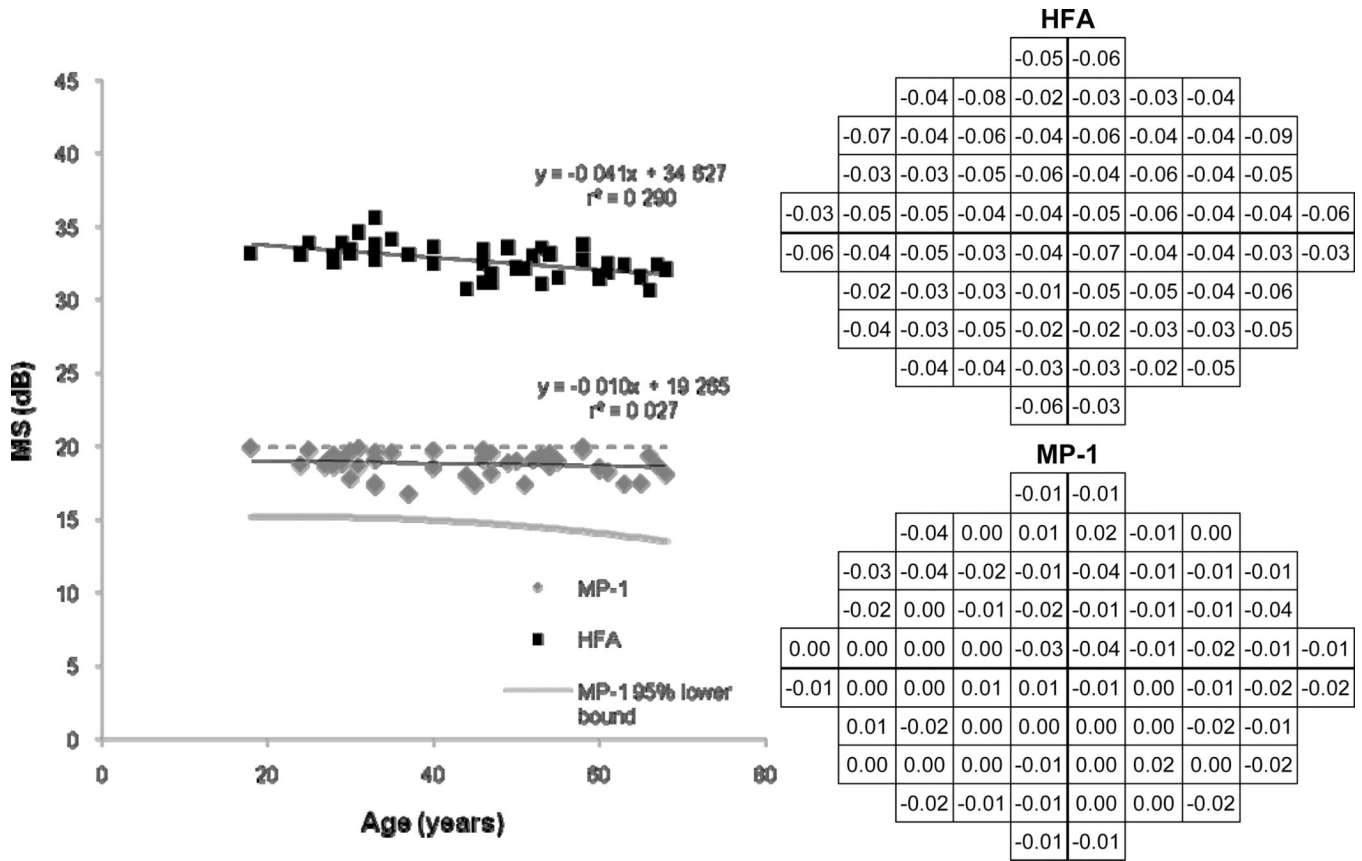 45
40
35
30
25
20
15
10
5
0
MS (dB)
y = -0 041x + 34 627
r² = 0 290
y = -0 010x + 19 265
r² = 0 027
MP-1
HFA
MP-1 95% lower
bound
0 20 40 60 80
Age (years)
HFA
-0.05 -0.06
-0.04 -0.08 -0.02 -0.03 -0.03 -0.04
-0.07 -0.04 -0.06 -0.04 -0.06 -0.04 -0.04 -0.09
-0.03 -0.03 -0.05 -0.06 -0.04 -0.06 -0.04 -0.05
-0.03 -0.05 -0.05 -0.04 -0.04 -0.05 -0.06 -0.04 -0.04 -0.06
-0.06 -0.04 -0.05 -0.03 -0.04 -0.07 -0.04 -0.04 -0.03 -0.03
-0.02 -0.03 -0.03 -0.01 -0.05 -0.05 -0.04 -0.06
-0.04 -0.03 -0.05 -0.02 -0.02 -0.03 -0.03 -0.05
-0.04 -0.04 -0.03 -0.03 -0.02 -0.05
-0.06 -0.03
MP-1
-0.01 -0.01
-0.04 0.00 0.01 0.02 -0.01 0.00
-0.03 -0.04 -0.02 -0.01 -0.04 -0.01 -0.01 -0.01
-0.02 0.00 -0.01 -0.02 -0.01 -0.01 -0.01 -0.04
0.00 0.00 0.00 0.00 -0.03 -0.04 -0.01 -0.02 -0.01 -0.01
-0.01 0.00 0.00 0.01 0.01 -0.01 0.00 -0.01 -0.02 -0.02
0.01 -0.02 0.00 0.00 0.00 0.00 -0.02 -0.01
0.00 0.00 0.00 -0.01 0.00 0.02 0.00 -0.02
-0.02 -0.01 -0.01 0.00 0.00 -0.02
-0.01 -0.01